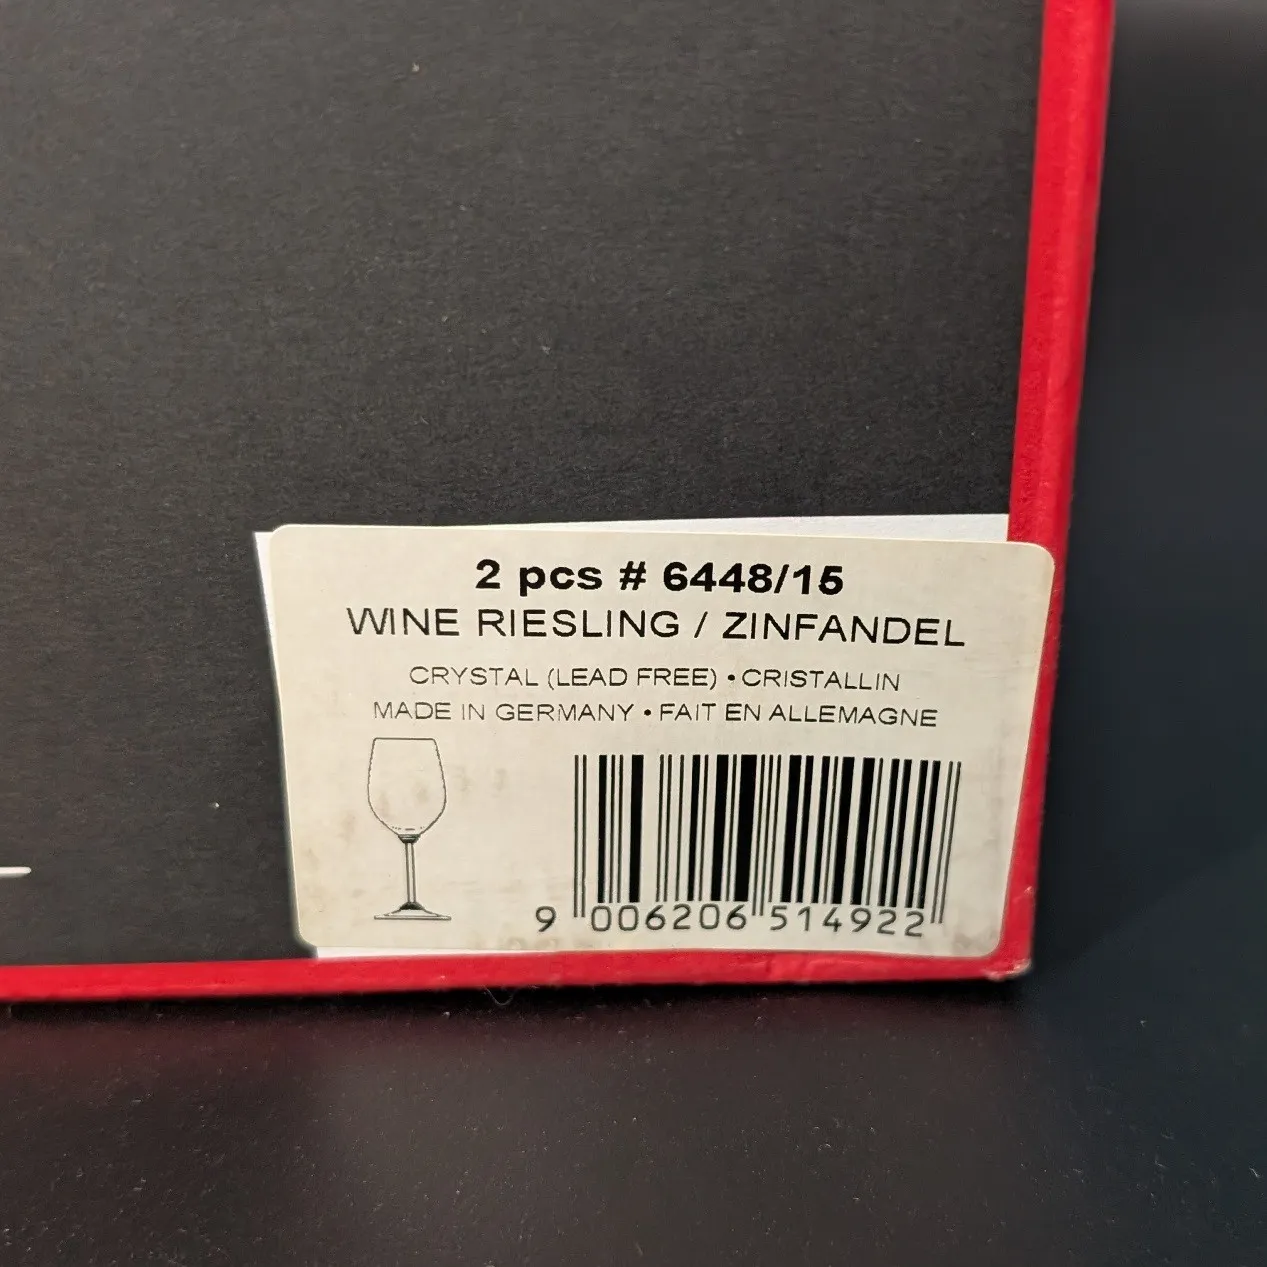 2 pcs # 6448/15
WINE RIESLING / ZINFANDEL
CRYSTAL (LEAD FREE) • CRISTALLIN
MADE IN GERMANY • FAIT EN ALLEMAGNE
9 006206 514922